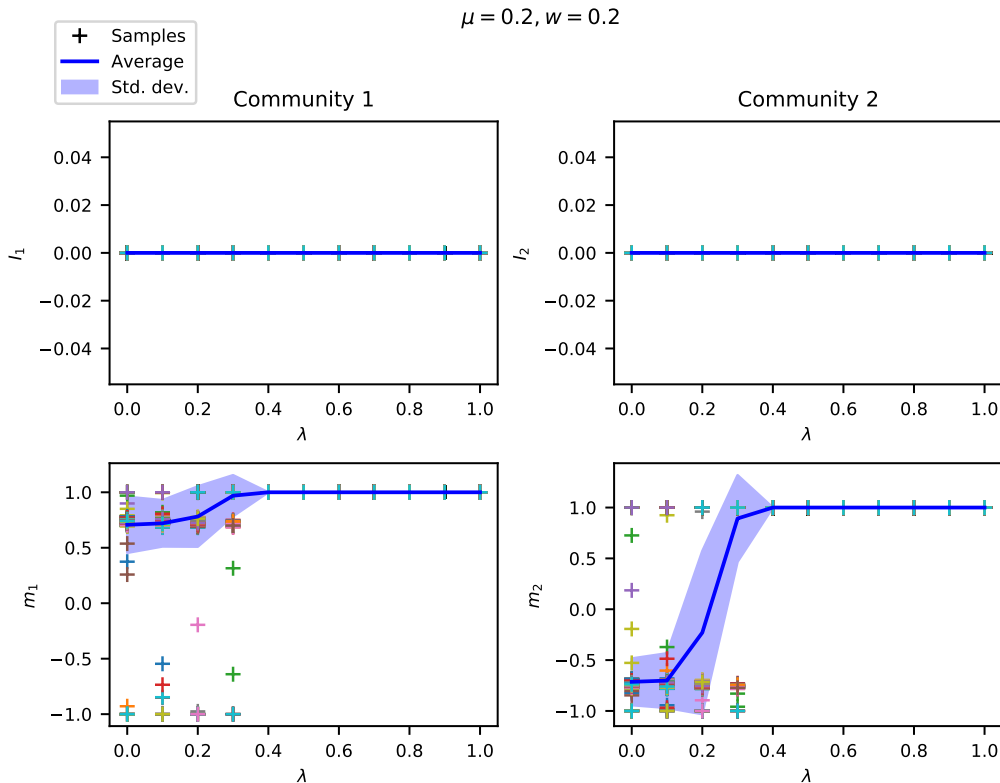 μ = 0.2, w = 0.2
Samples
Average
Std. dev.
Community 1
Community 2
0.04
0.02
0.00
−0.02
−0.04
l₁
0.0 0.2 0.4 0.6 0.8 1.0
λ
0.04
0.02
0.00
−0.02
−0.04
l₂
0.0 0.2 0.4 0.6 0.8 1.0
λ
1.0
0.5
0.0
−0.5
−1.0
m₁
0.0 0.2 0.4 0.6 0.8 1.0
λ
1.0
0.5
0.0
−0.5
−1.0
m₂
0.0 0.2 0.4 0.6 0.8 1.0
λ